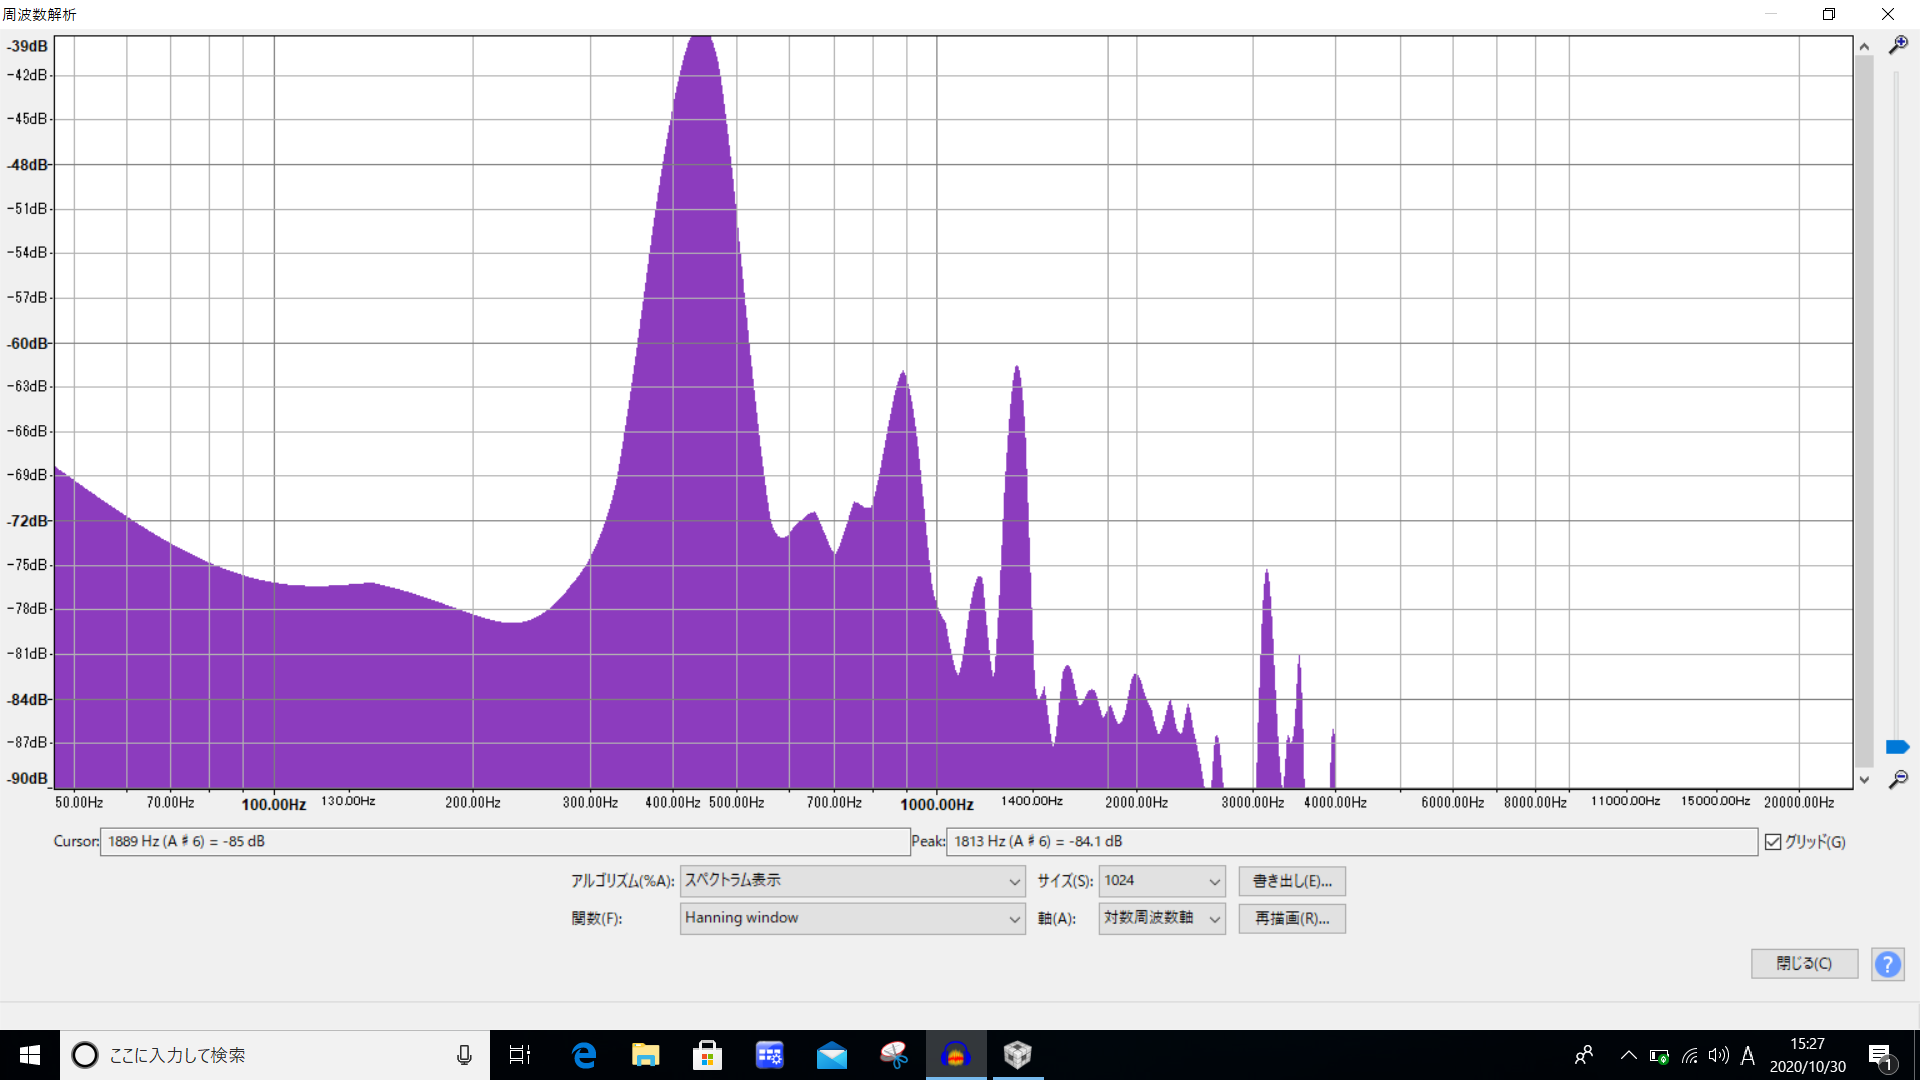 周波数解析
-39dB
-42dB
-45dB
-48dB
-51dB
-54dB
-57dB
-60dB
-63dB
-66dB
-69dB
-72dB
-75dB
-78dB
-81dB
-84dB
-87dB
-90dB
50.00Hz 70.00Hz 100.00Hz 130.00Hz 200.00Hz 300.00Hz 400.00Hz 500.00Hz 700.00Hz 1000.00Hz 1400.00Hz 2000.00Hz 3000.00Hz 4000.00Hz 6000.00Hz 8000.00Hz 11000.00Hz 15000.00Hz 20000.00Hz
Cursor: 1889 Hz (A♯6) = -85 dB Peak: 1813 Hz (A♯6) = -84.1 dB グリッド(G)
アルゴリズム(%A): スペクトラム表示 サイズ(S): 1024 書き出し(E)...
関数(F): Hanning window 軸(A): 対数周波数軸 再描画(R)...
閉じる(C) ?
ここに入力して検索
A
15:27
2020/10/30
1